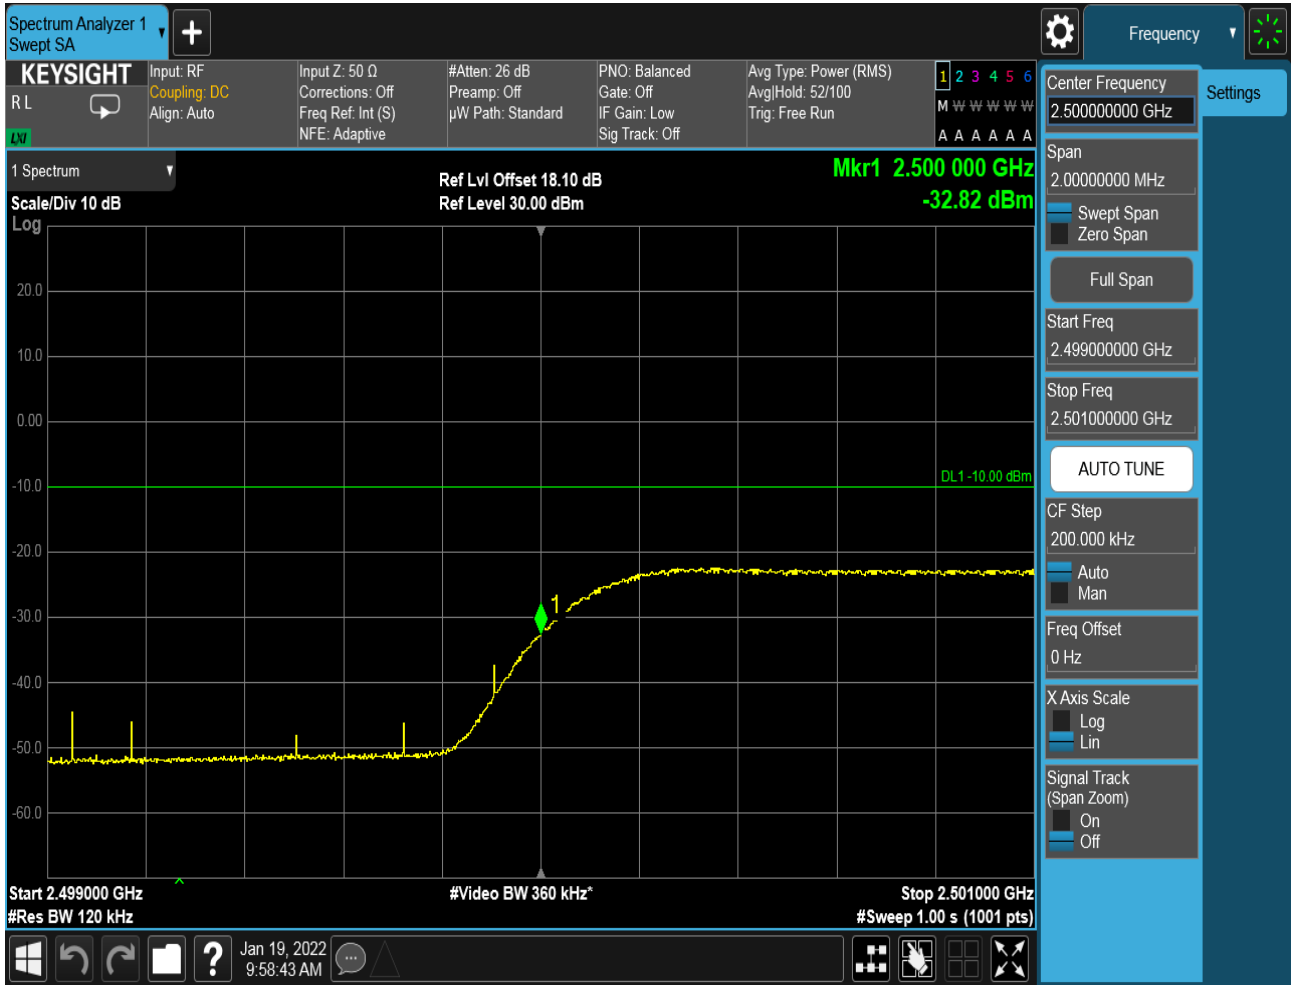 Spectrum Analyzer 1
Swept SA
Frequency
KEYSIGHT
R L
LXI
Input: RF
Coupling: DC
Align: Auto
Input Z: 50 Ω
Corrections: Off
Freq Ref: Int (S)
NFE: Adaptive
#Atten: 26 dB
Preamp: Off
µW Path: Standard
PNO: Balanced
Gate: Off
IF Gain: Low
Sig Track: Off
Avg Type: Power (RMS)
Avg|Hold: 52/100
Trig: Free Run
1 2 3 4 5 6
M W W W W W
A A A A A A
1 Spectrum
Scale/Div 10 dB
Log
Ref Lvl Offset 18.10 dB
Ref Level 30.00 dBm
Mkr1 2.500 000 GHz
-32.82 dBm
20.0
10.0
0.00
-10.0
-20.0
-30.0
-40.0
-50.0
-60.0
DL1 -10.00 dBm
1
Start 2.499000 GHz
#Res BW 120 kHz
#Video BW 360 kHz*
Stop 2.501000 GHz
#Sweep 1.00 s (1001 pts)
Center Frequency
2.500000000 GHz
Settings
Span
2.00000000 MHz
Swept Span
Zero Span
Full Span
Start Freq
2.499000000 GHz
Stop Freq
2.501000000 GHz
AUTO TUNE
CF Step
200.000 kHz
Auto
Man
Freq Offset
0 Hz
X Axis Scale
Log
Lin
Signal Track
(Span Zoom)
On
Off
?
Jan 19, 2022
9:58:43 AM